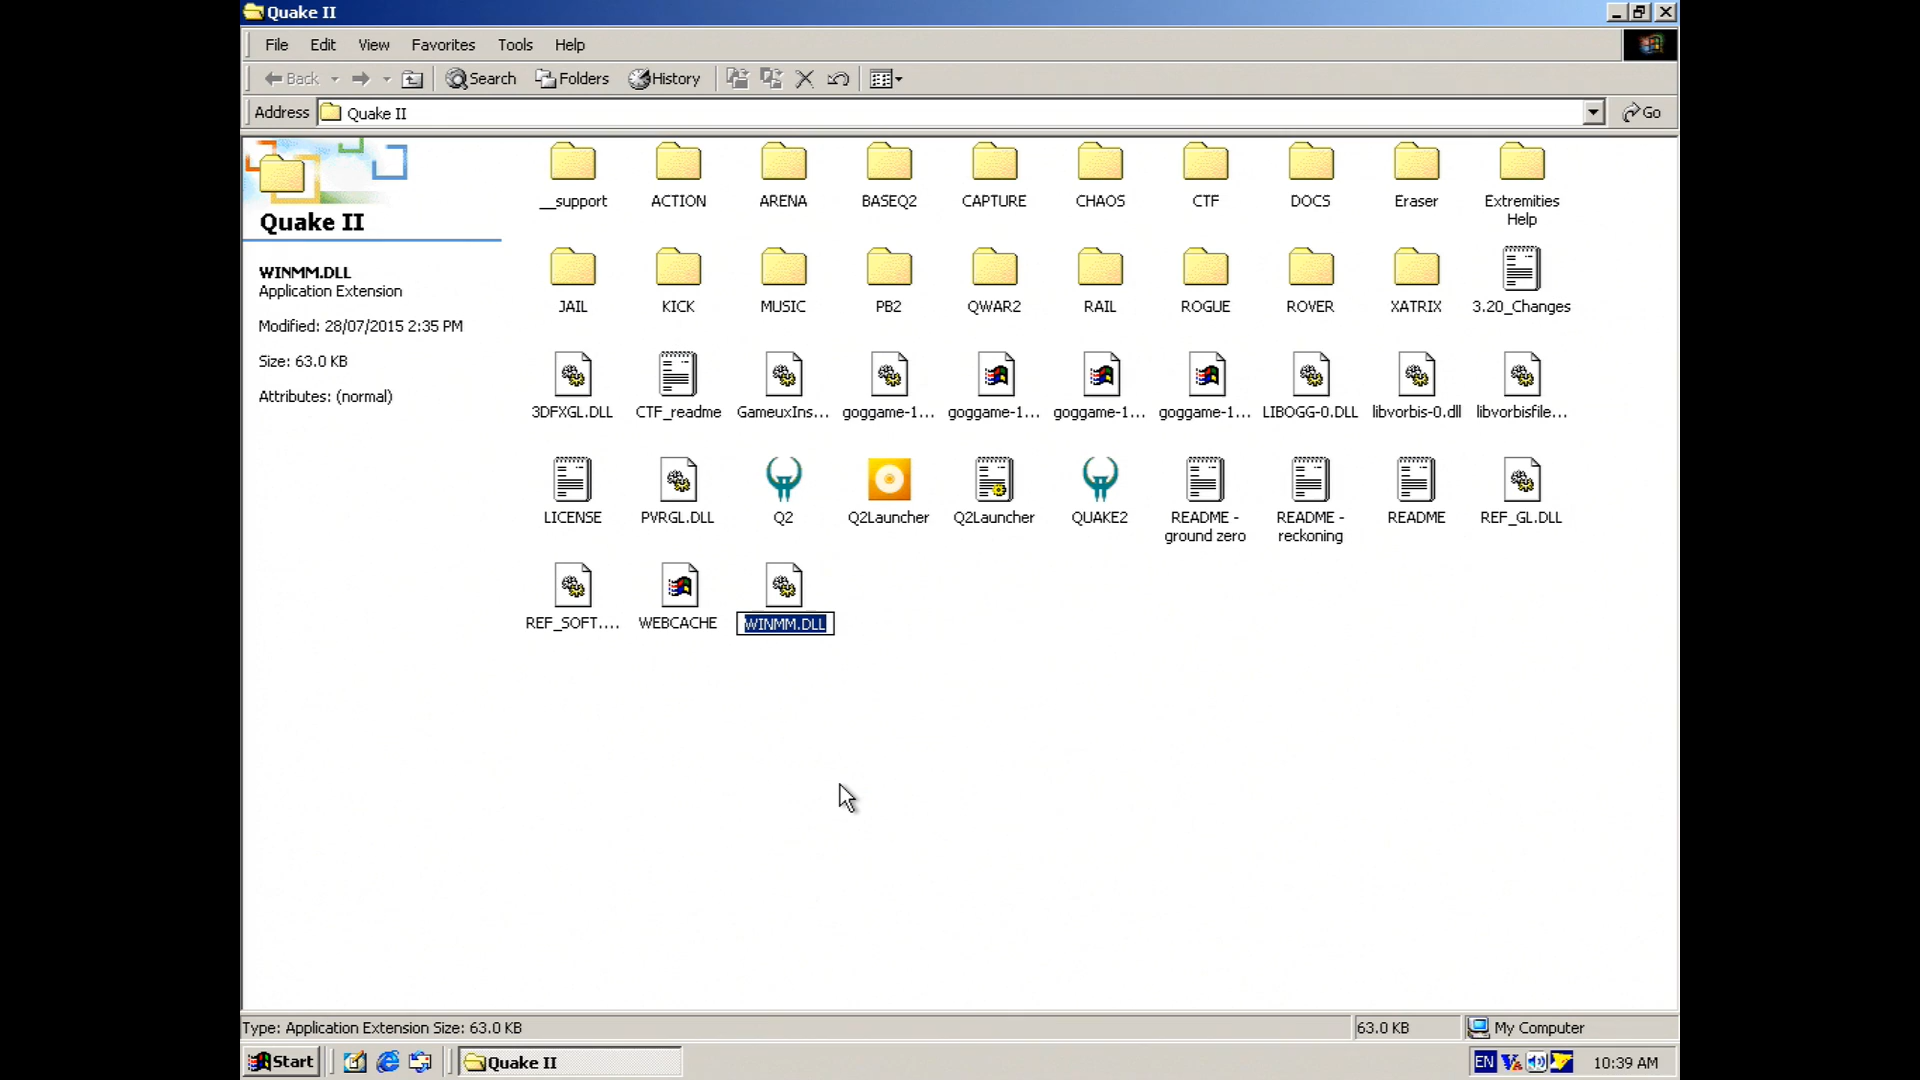 Quake II
File Edit View Favorites Tools Help
Back Search Folders History
Address Quake II Go
Quake II
WINMM.DLL
Application Extension
Modified: 28/07/2015 2:35 PM
Size: 63.0 KB
Attributes: (normal)
__support ACTION ARENA BASEQ2 CAPTURE CHAOS CTF DOCS Eraser Extremities
Help
JAIL KICK MUSIC PB2 QWAR2 RAIL ROGUE ROVER XATRIX 3.20_Changes
3DFXGL.DLL CTF_readme GameuxIns... goggame-1... goggame-1... goggame-1... goggame-1... LIBOGG-0.DLL libvorbis-0.dll libvorbisfile...
LICENSE PVRGL.DLL Q2 Q2Launcher Q2Launcher QUAKE2 README - README - README REF_GL.DLL
ground zero reckoning
REF_SOFT.... WEBCACHE WINMM.DLL
Type: Application Extension Size: 63.0 KB 63.0 KB My Computer
Start Quake II EN 10:39 AM